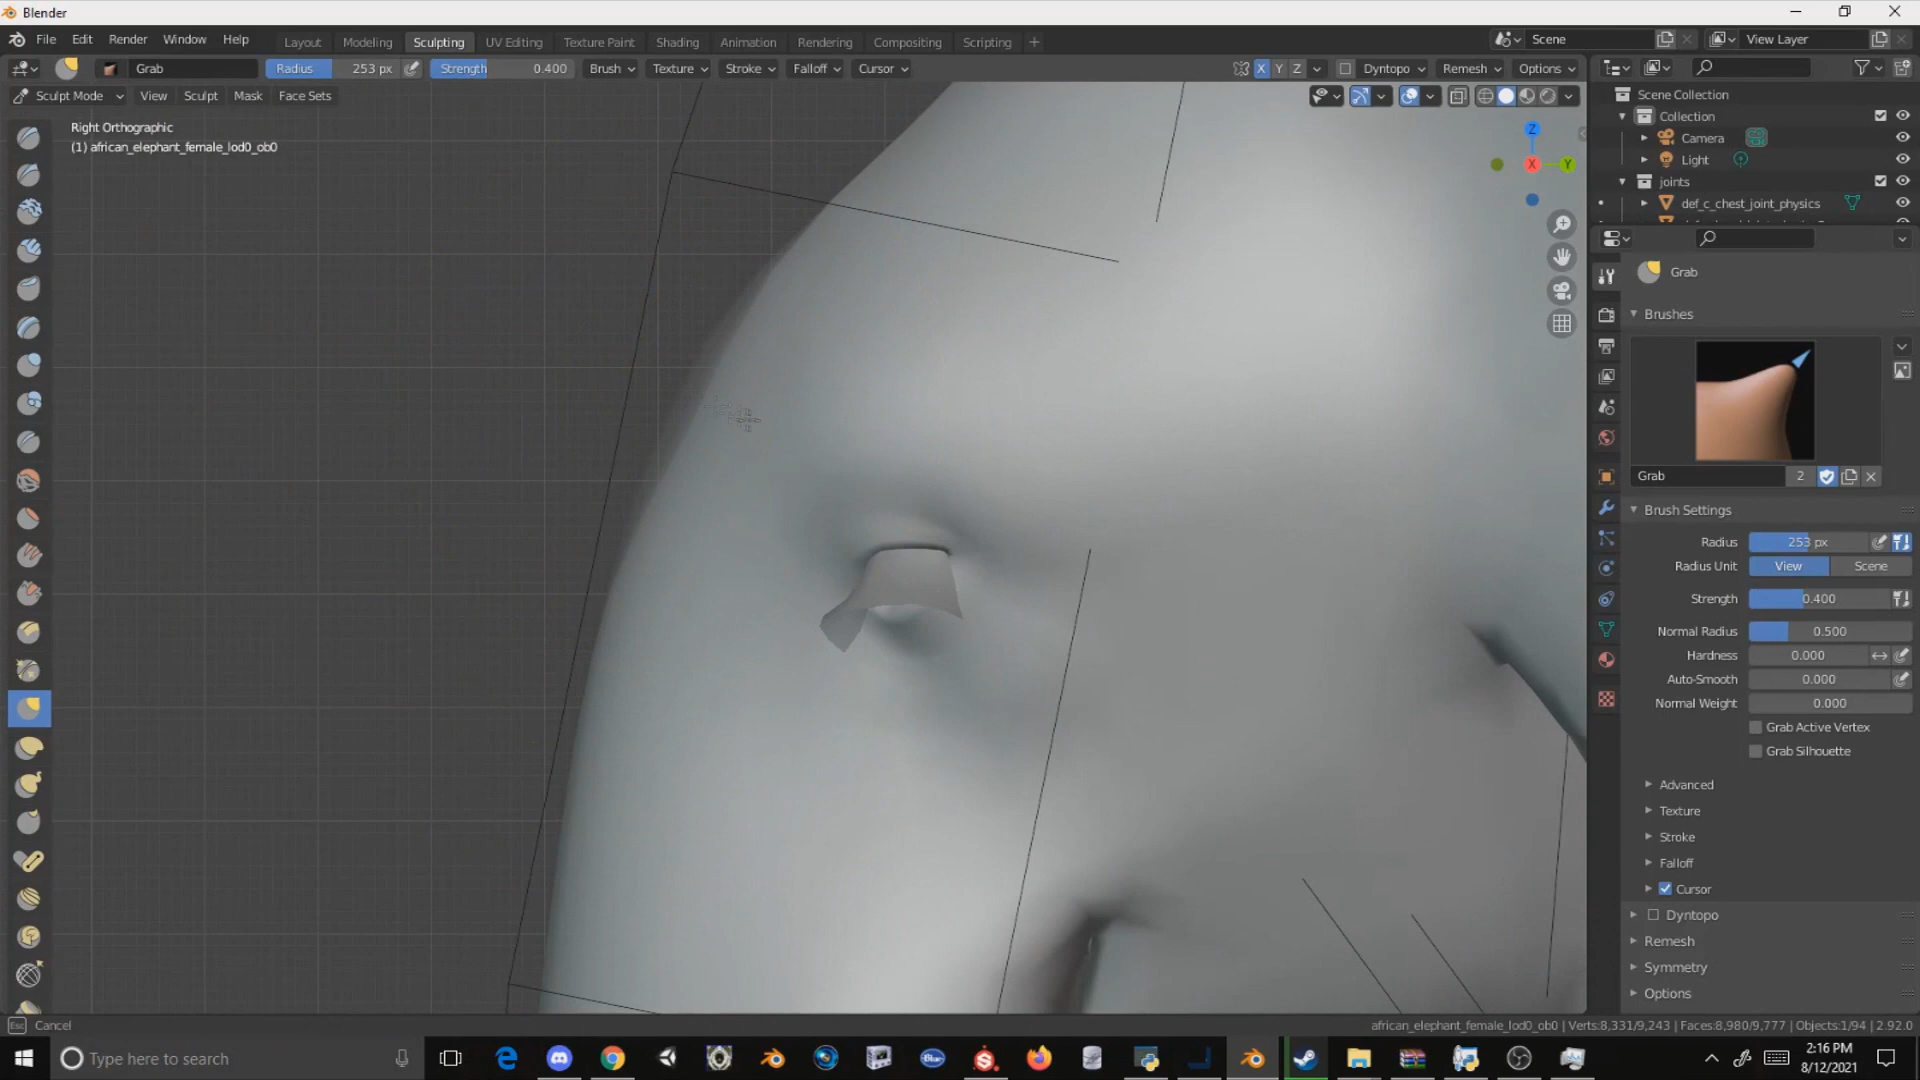 Blender
File Edit Render Window Help Layout Modeling Sculpting UV Editing Texture Paint Shading Animation Rendering Compositing Scripting + Scene View Layer
Grab Radius 253 px Strength 0.400 Brush Texture Stroke Falloff Cursor X Y Z Dyntopo Remesh Options
Sculpt Mode View Sculpt Mask Face Sets
Right Orthographic
(1) african_elephant_female_lod0_ob0
Z
X
Y
Scene Collection
Collection
Camera
Light
joints
def_c_chest_joint_physics
Grab
Brushes
Grab 2
Brush Settings
Radius 253 px
Radius Unit View Scene
Strength 0.400
Normal Radius 0.500
Hardness 0.000
Auto-Smooth 0.000
Normal Weight 0.000
Grab Active Vertex
Grab Silhouette
Advanced
Texture
Stroke
Falloff
Cursor
Dyntopo
Remesh
Symmetry
Options
Esc Cancel
african_elephant_female_lod0_ob0 | Verts:8,331/9,243 | Faces:8,980/9,777 | Objects:1/94 | 2.92.0
Type here to search
2:16 PM
8/12/2021